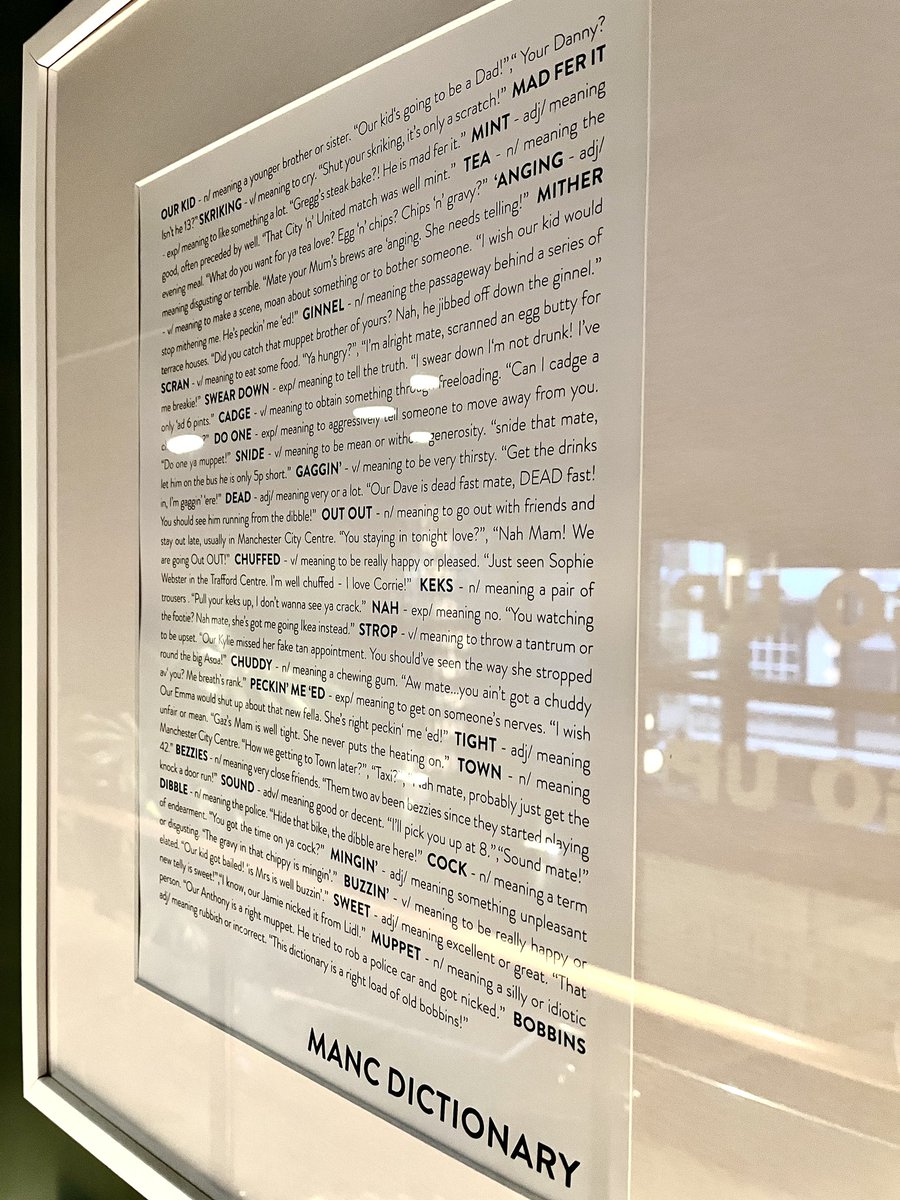 OUR KID - n/ meaning a younger brother or sister. "Our kid's going to be a Dad!","Your Danny?
Isn't he 13?" SKRIKING - v/ meaning to cry. "Shut your skriking, it's only a scratch!" MAD FER IT
- exp/ meaning to like something a lot. "Gregg's steak bake?! He is mad fer it." MINT - adj/ meaning
good, often preceded by well. "That City 'n' United match was well mint." TEA - n/ meaning the
evening meal. "What do you want for ya tea love? Egg 'n' chips? Chips 'n' gravy?" 'ANGING - adj/
meaning disgusting or terrible. "Mate your Mum's brews are 'anging. She needs telling!" MITHER
- v/ meaning to make a scene, moan about something or to bother someone. "I wish our kid would
stop mithering me. He's peckin' me 'ed!" GINNEL - n/ meaning the passageway behind a series of
terrace houses. "Did you catch that muppet brother of yours? Nah, he jibbed off down the ginnel."
SCRAN - v/ meaning to eat some food. "Ya hungry?", "I'm alright mate, scranned an egg butty for
me breakie!" SWEAR DOWN - exp/ meaning to tell the truth. "I swear down I'm not drunk! I've
only 'ad 6 pints." CADGE - v/ meaning to obtain something through freeloading. "Can I cadge a
DO ONE - exp/ meaning to aggressively tell someone to move away from you.
"Do one ya muppet!" SNIDE - v/ meaning to be mean or without generosity. "snide that mate,
let him on the bus he is only 5p short." GAGGIN' - v/ meaning to be very thirsty. "Get the drinks
in, I'm gaggin' 'ere!" DEAD - adj/ meaning very or a lot. "Our Dave is dead fast mate, DEAD fast!
You should see him running from the dibble!" OUT OUT - n/ meaning to go out with friends and
stay out late, usually in Manchester City Centre. "You staying in tonight love?", "Nah Mam! We
are going Out OUT!" CHUFFED - v/ meaning to be really happy or pleased. "Just seen Sophie
Webster in the Trafford Centre. I'm well chuffed - I love Corrie!" KEKS - n/ meaning a pair of
trousers . "Pull your keks up, I don't wanna see ya crack." NAH - exp/ meaning no. "You watching
the footie? Nah mate, she's got me going Ikea instead." STROP - v/ meaning to throw a tantrum or
to be upset. "Our Kylie missed her fake tan appointment. You should've seen the way she stropped
round the big Asda!" CHUDDY - n/ meaning a chewing gum. "Aw mate...you ain't got a chuddy
av' you? Me breath's rank." PECKIN' ME 'ED - exp/ meaning to get on someone's nerves. "I wish
Our Emma would shut up about that new fella. She's right peckin' me 'ed!" TIGHT - adj/ meaning
unfair or mean. "Gaz's Mam is well tight. She never puts the heating on." TOWN - n/ meaning
Manchester City Centre. "How we getting to Town later?", "Taxi?", "Nah mate, probably just get the
42." BEZZIES - n/ meaning very close friends. "Them two av been bezzies since they started playing
knock a door run!" SOUND - adv/ meaning good or decent. "I'll pick you up at 8.","Sound mate!"
DIBBLE - n/ meaning the police. "Hide that bike, the dibble are here!" COCK - n/ meaning a term
of endearment. "You got the time on ya cock?" MINGIN' - adj/ meaning something unpleasant
or disgusting. "The gravy in that chippy is mingin'." BUZZIN' - v/ meaning to be really happy or
elated. "Our kid got bailed! 'is Mrs is well buzzin'." SWEET - adj/ meaning excellent or great. "That
new telly is sweet!","I know, our Jamie nicked it from Lidl." MUPPET - n/ meaning a silly or idiotic
person. "Our Anthony is a right muppet. He tried to rob a police car and got nicked." BOBBINS
adj/ meaning rubbish or incorrect. "This dictionary is a right load of old bobbins!"
MANC DICTIONARY